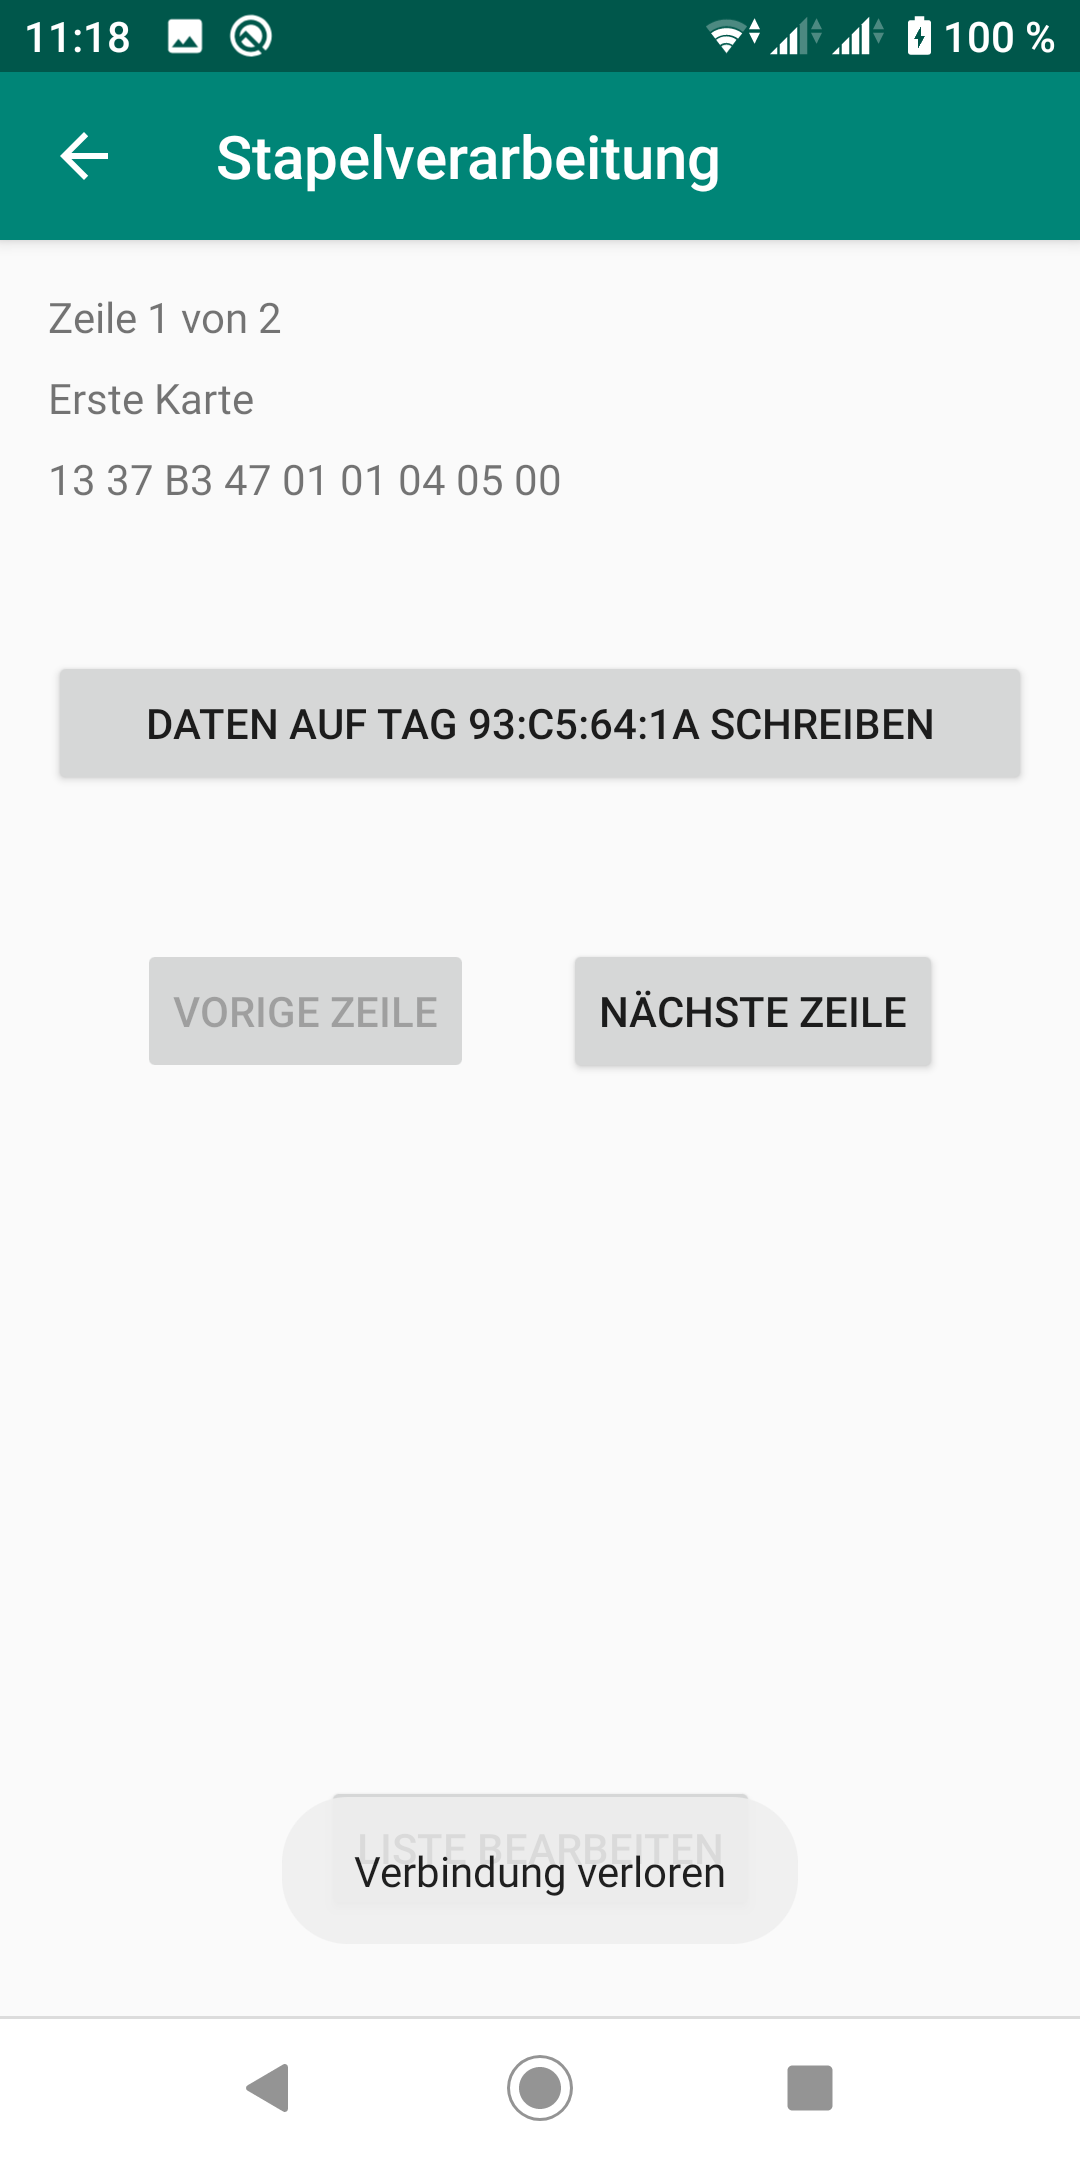 11:18 100 %
Stapelverarbeitung
Zeile 1 von 2
Erste Karte
13 37 B3 47 01 01 04 05 00
DATEN AUF TAG 93:C5:64:1A SCHREIBEN
VORIGE ZEILE NÄCHSTE ZEILE
LISTE BEARBEITEN
Verbindung verloren